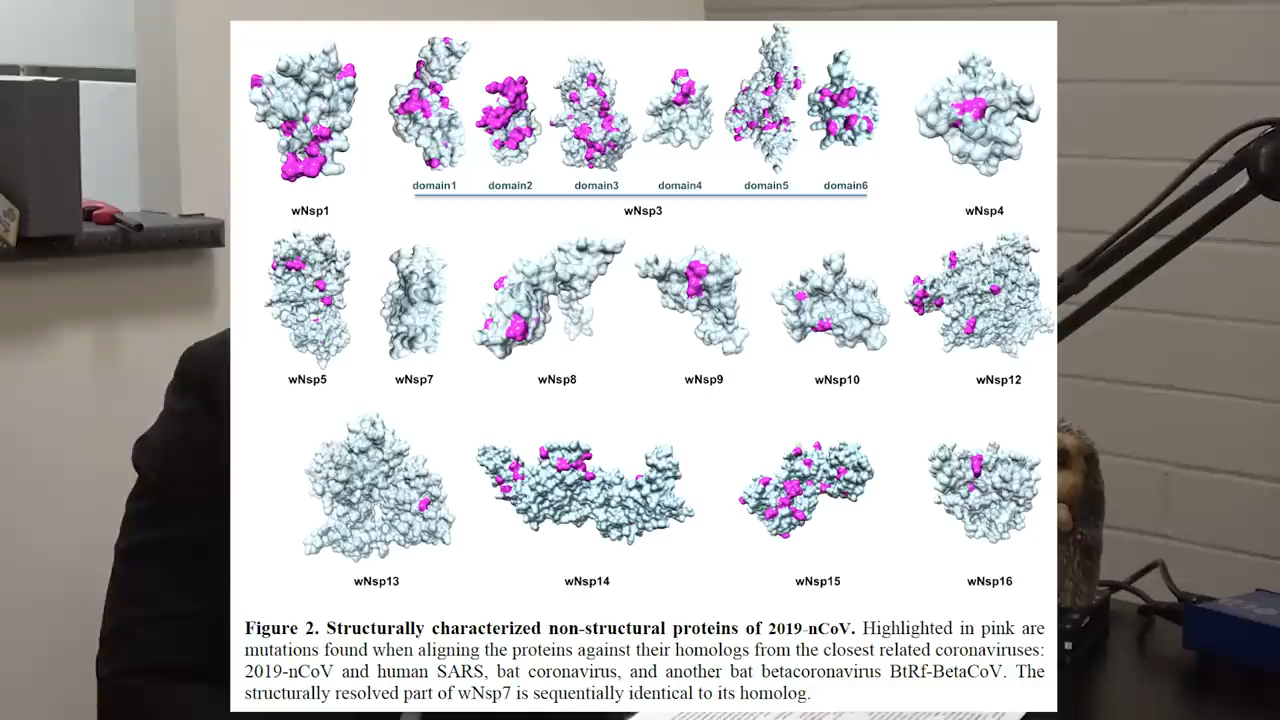 domain1 domain2 domain3 domain4 domain5 domain6
wNsp1 wNsp3 wNsp4
wNsp5 wNsp7 wNsp8 wNsp9 wNsp10 wNsp12
wNsp13 wNsp14 wNsp15 wNsp16
Figure 2. Structurally characterized non-structural proteins of 2019-nCoV. Highlighted in pink are
mutations found when aligning the proteins against their homologs from the closest related coronaviruses:
2019-nCoV and human SARS, bat coronavirus, and another bat betacoronavirus BtRf-BetaCoV. The
structurally resolved part of wNsp7 is sequentially identical to its homolog.